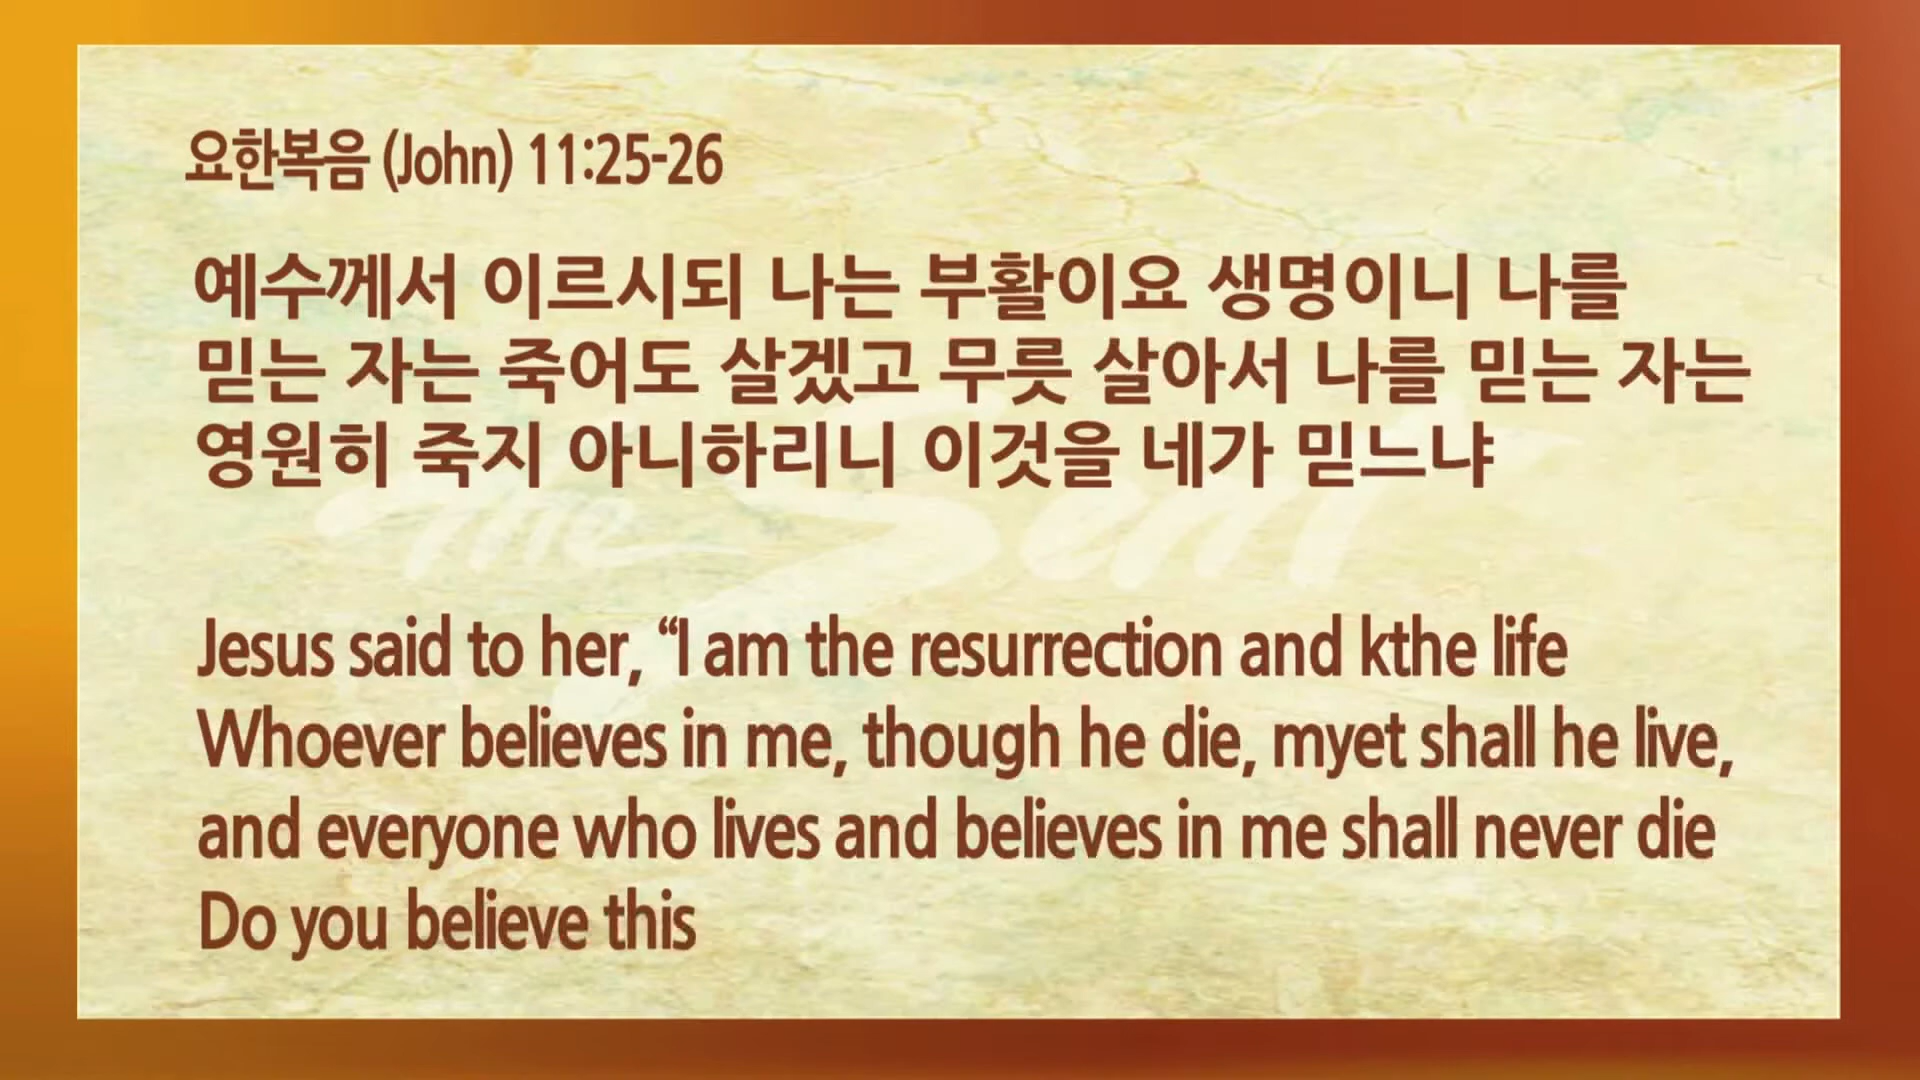 요한복음 (John) 11:25-26
예수께서 이르시되 나는 부활이요 생명이니 나를
믿는 자는 죽어도 살겠고 무릇 살아서 나를 믿는 자는
영원히 죽지 아니하리니 이것을 네가 믿느냐
The Sent
Jesus said to her, “I am the resurrection and kthe life
Whoever believes in me, though he die, myet shall he live,
and everyone who lives and believes in me shall never die
Do you believe this